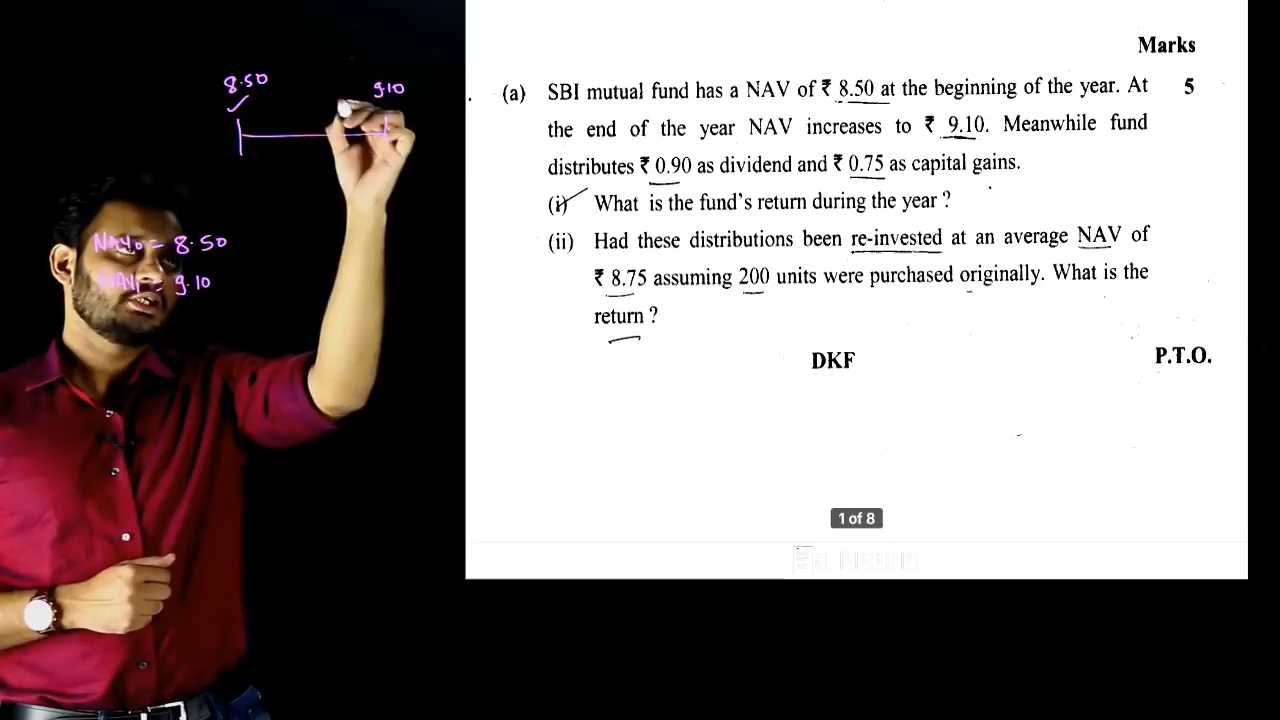 Marks
(a) SBI mutual fund has a NAV of ₹ 8.50 at the beginning of the year. At 5
the end of the year NAV increases to ₹ 9.10. Meanwhile fund
distributes ₹ 0.90 as dividend and ₹ 0.75 as capital gains.
(i) What is the fund's return during the year ?
(ii) Had these distributions been re-invested at an average NAV of
₹ 8.75 assuming 200 units were purchased originally. What is the
return ?
DKF
P.T.O.
1 of 8
8.50
9.10
NAV0 = 8.50
NAV1 = 9.10